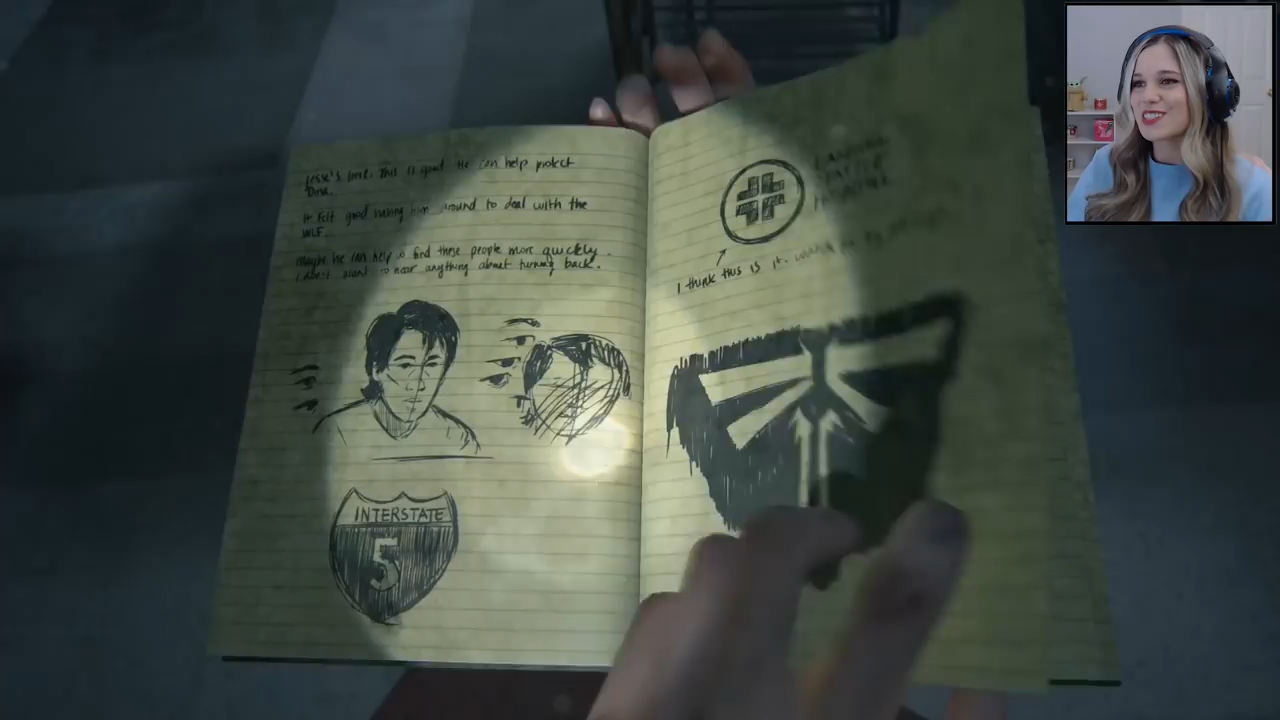 Jesse's here. This is good. He can help protect
Dina.
It felt good having him around to deal with the
WLF.
Maybe he can help us find these people more quickly.
I don't want to hear anything about turning back.
INTERSTATE
5
I think this is it.